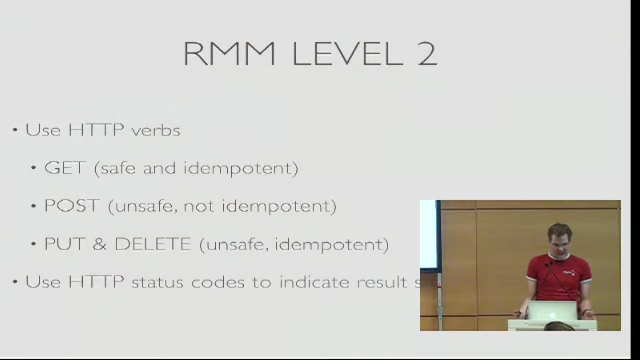 RMM LEVEL 2
• Use HTTP verbs
• GET (safe and idempotent)
• POST (unsafe, not idempotent)
• PUT & DELETE (unsafe, idempotent)
• Use HTTP status codes to indicate result